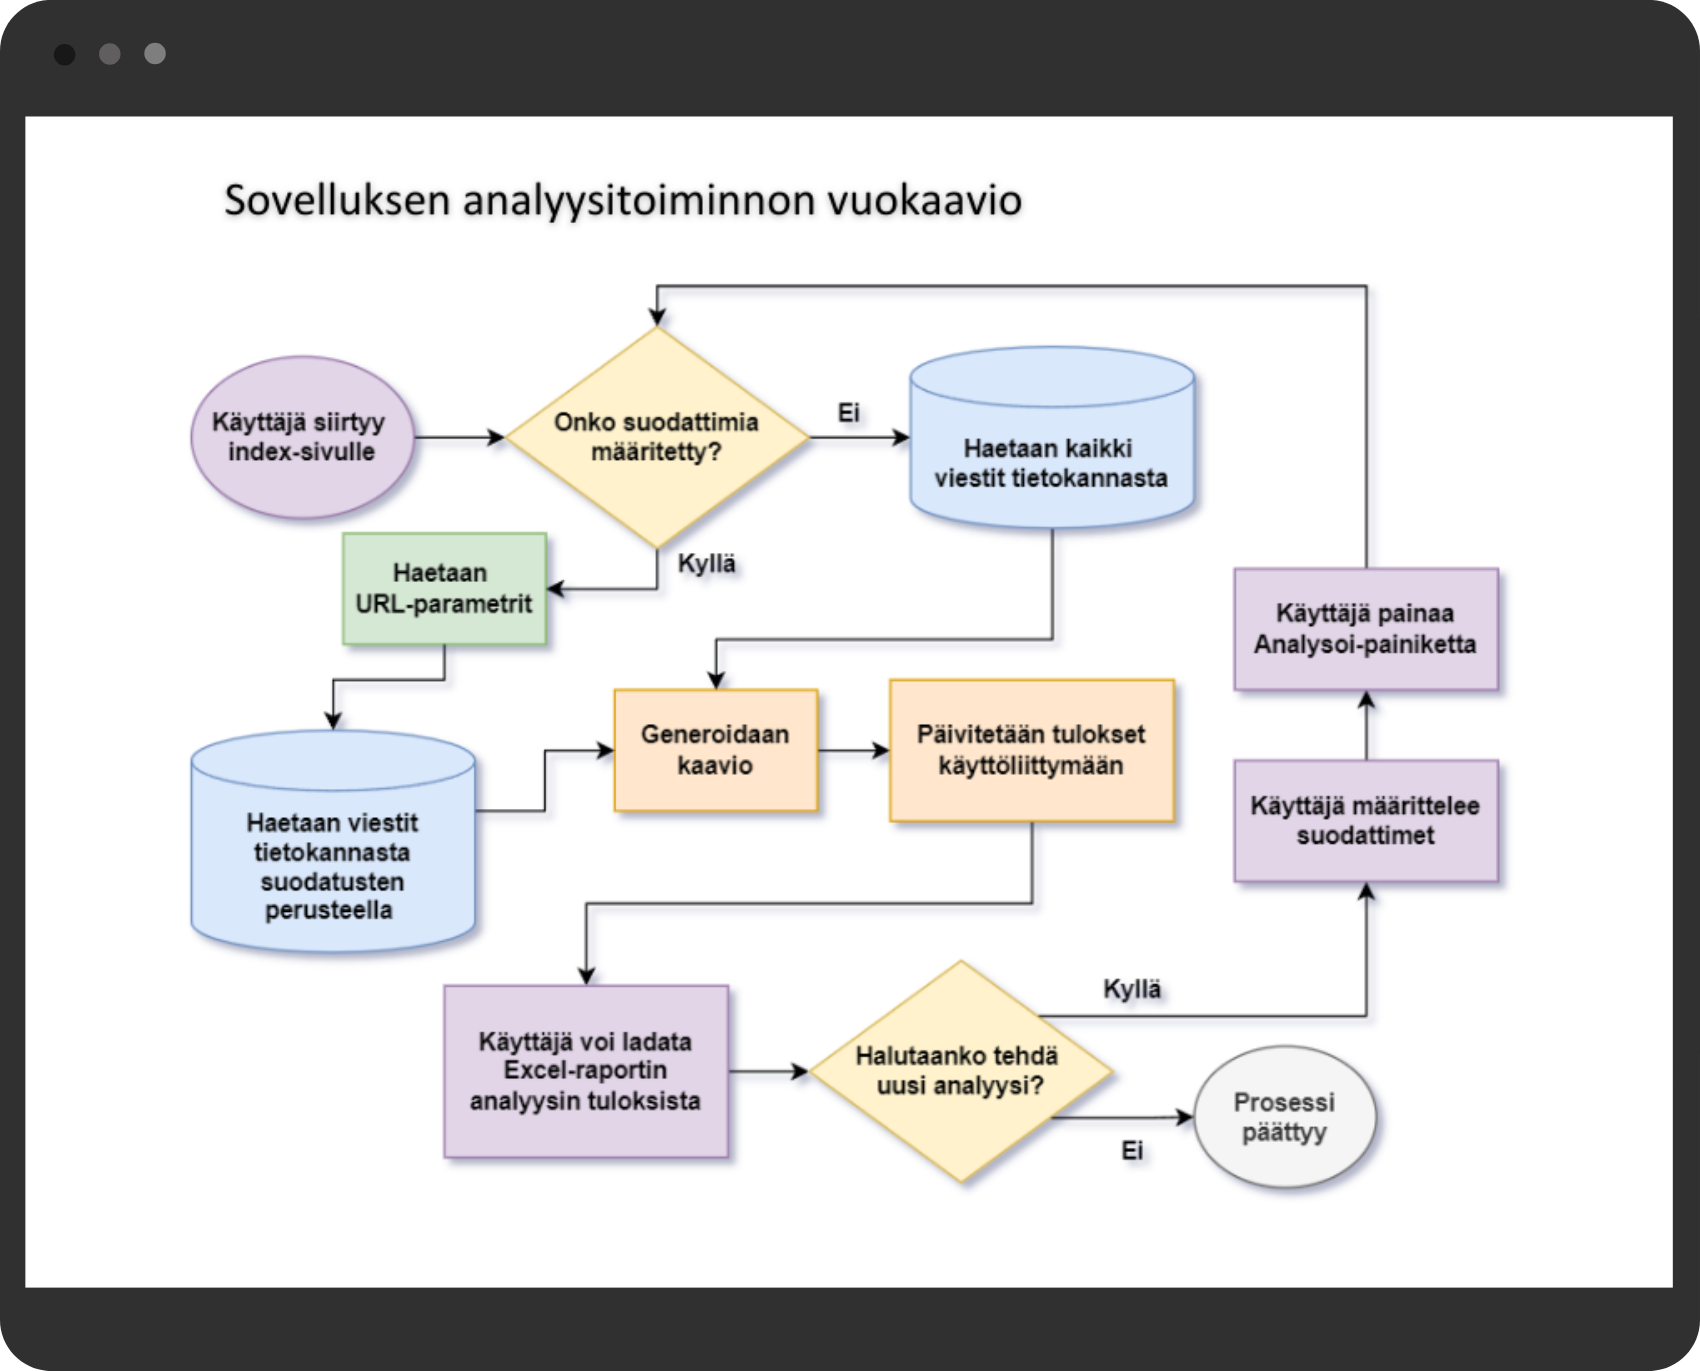 Sovelluksen analyysitoiminnon vuokaavio
Käyttäjä siirtyy
index-sivulle
Onko suodattimia
määritetty?
Ei
Haetaan kaikki
viestit tietokannasta
Kyllä
Haetaan
URL-parametrit
Haetaan viestit
tietokannasta
suodatusten
perusteella
Generoidaan
kaavio
Päivitetään tulokset
käyttöliittymään
Käyttäjä voi ladata
Excel-raportin
analyysin tuloksista
Halutaanko tehdä
uusi analyysi?
Kyllä
Käyttäjä määrittelee
suodattimet
Käyttäjä painaa
Analysoi-painiketta
Ei
Prosessi
päättyy